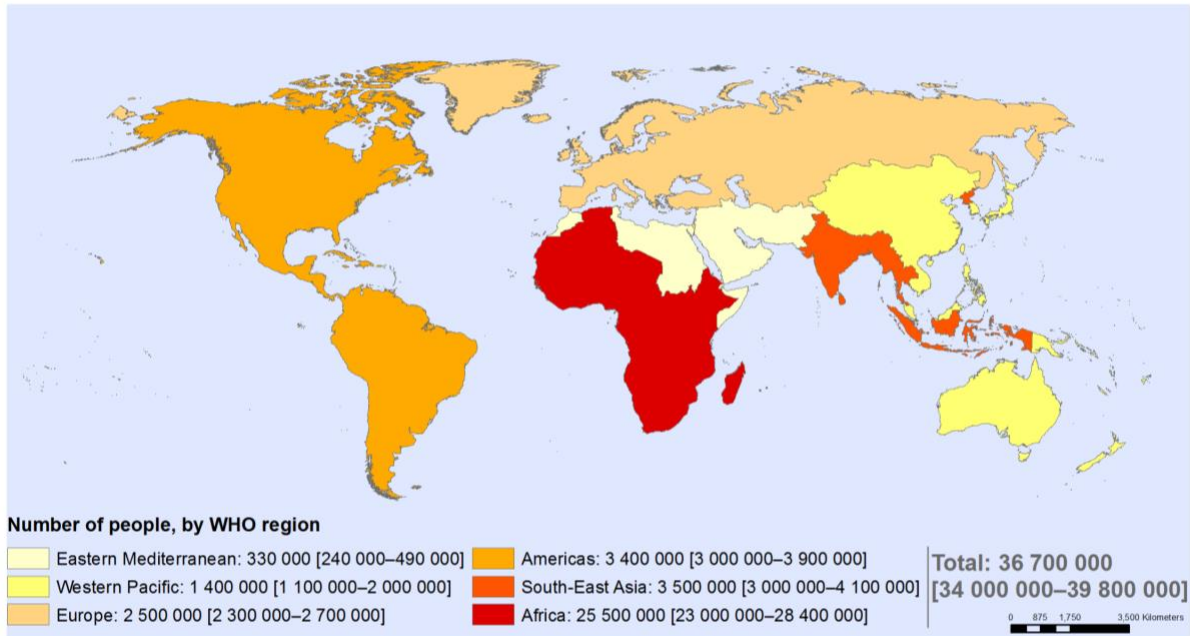 Number of people, by WHO region
Eastern Mediterranean: 330 000 [240 000–490 000]
Western Pacific: 1 400 000 [1 100 000–2 000 000]
Europe: 2 500 000 [2 300 000–2 700 000]
Americas: 3 400 000 [3 000 000–3 900 000]
South-East Asia: 3 500 000 [3 000 000–4 100 000]
Africa: 25 500 000 [23 000 000–28 400 000]
Total: 36 700 000
[34 000 000–39 800 000]
0 875 1,750 3,500 Kilometers